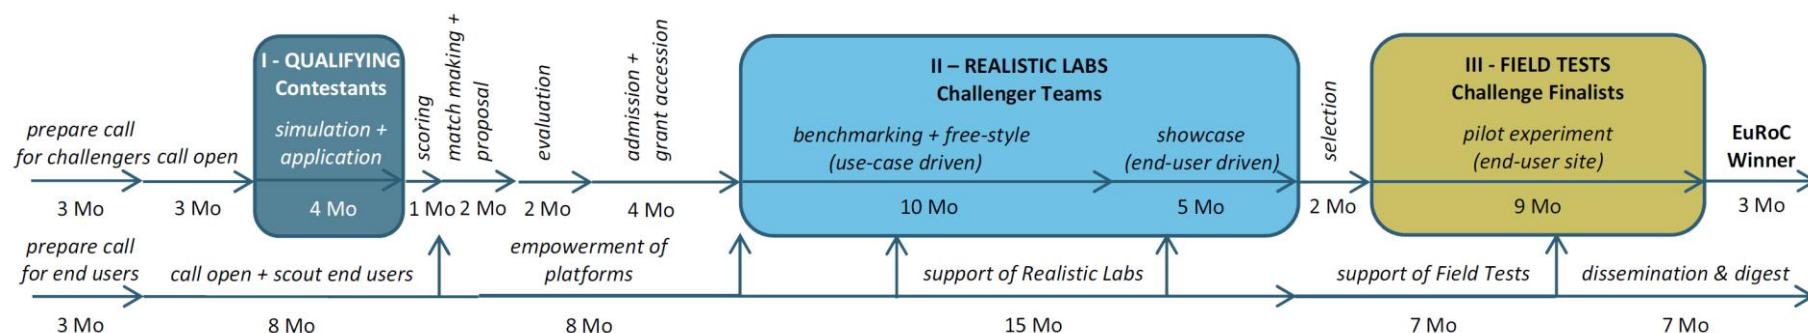 prepare call
for challengers
3 Mo
call open
3 Mo
I - QUALIFYING
Contestants
simulation +
application
4 Mo
scoring
1 Mo
match making +
proposal
2 Mo
evaluation
2 Mo
admission +
grant accession
4 Mo
II – REALISTIC LABS
Challenger Teams
benchmarking + free-style
(use-case driven)
10 Mo
showcase
(end-user driven)
5 Mo
selection
2 Mo
III - FIELD TESTS
Challenge Finalists
pilot experiment
(end-user site)
9 Mo
EuRoC
Winner
3 Mo
prepare call
for end users
3 Mo
call open + scout end users
8 Mo
empowerment of
platforms
8 Mo
support of Realistic Labs
15 Mo
support of Field Tests
7 Mo
dissemination & digest
7 Mo